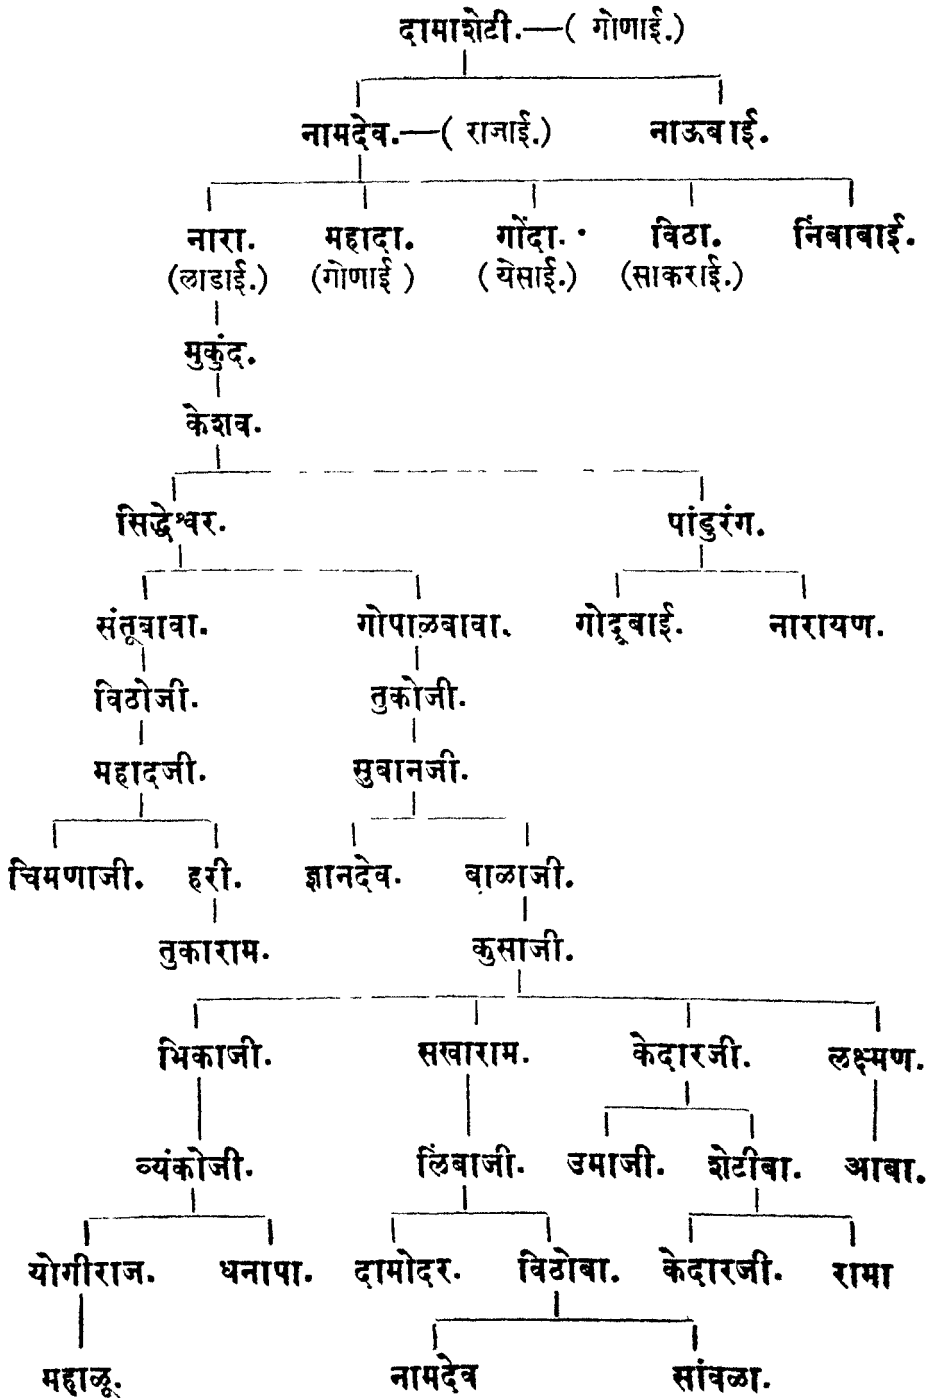 दामाशेटी.—( गोणाई.)
नामदेव.—( राजाई.) नाऊबाई.
नारा. महादा. गोंदा. विठा. निंबाबाई.
(लाडाई.) (गोणाई ) (येसाई.) (साकराई.)
मुकुंद.
केशव.
सिद्धेश्वर. पांडुरंग.
संतूबावा. गोपाळबावा. गोदूबाई. नारायण.
विठोजी. तुकोजी.
महादजी. सुबानजी.
चिमणाजी. हरी. ज्ञानदेव. बाळाजी.
तुकाराम. कुसाजी.
भिकाजी. सखाराम. केदारजी. लक्ष्मण.
व्यंकोजी. लिंबाजी. उमाजी. शेटीबा. आबा.
योगीराज. धनापा. दामोदर. विठोबा. केदारजी. रामा
महाळू. नामदेव सांवळा.